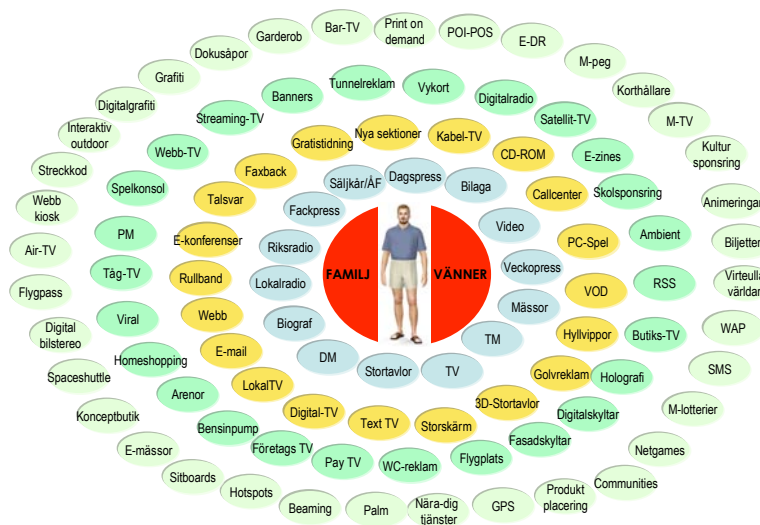 Bar-TV
Print on
demand
POI-POS
E-DR
M-peg
Korthållare
M-TV
Kultur
sponsring
Animeringar
Biljetter
Virteulla
världar
WAP
SMS
M-lotterier
Netgames
Communities
Produkt
placering
GPS
Nära-dig
tjänster
Palm
Beaming
Hotspots
Sitboards
E-mässor
Konceptbutik
Spaceshuttle
Digital
bilstereo
Flygpass
Air-TV
Webb
kiosk
Streckkod
Interaktiv
outdoor
Digitalgrafiti
Grafiti
Dokusåpor
Garderob
Tunnelreklam
Vykort
Digitalradio
Satellit-TV
E-zines
Skolsponsring
Ambient
RSS
Butiks-TV
Holografi
Digitalskyltar
Fasadskyltar
Flygplats
WC-reklam
Pay TV
Företags TV
Bensinpump
Arenor
Homeshopping
Viral
Tåg-TV
PM
Spelkonsol
Webb-TV
Streaming-TV
Banners
Nya sektioner
Kabel-TV
CD-ROM
Callcenter
PC-Spel
VOD
Hyllvippor
Golvreklam
3D-Stortavlor
Storskärm
Text TV
Digital-TV
LokalTV
E-mail
Webb
Rullband
E-konferenser
Talsvar
Faxback
Gratistidning
Dagspress
Bilaga
Video
Veckopress
Mässor
TM
TV
Stortavlor
DM
Biograf
Lokalradio
Riksradio
Fackpress
Säljkår/ÅF
FAMILJ
VÄNNER